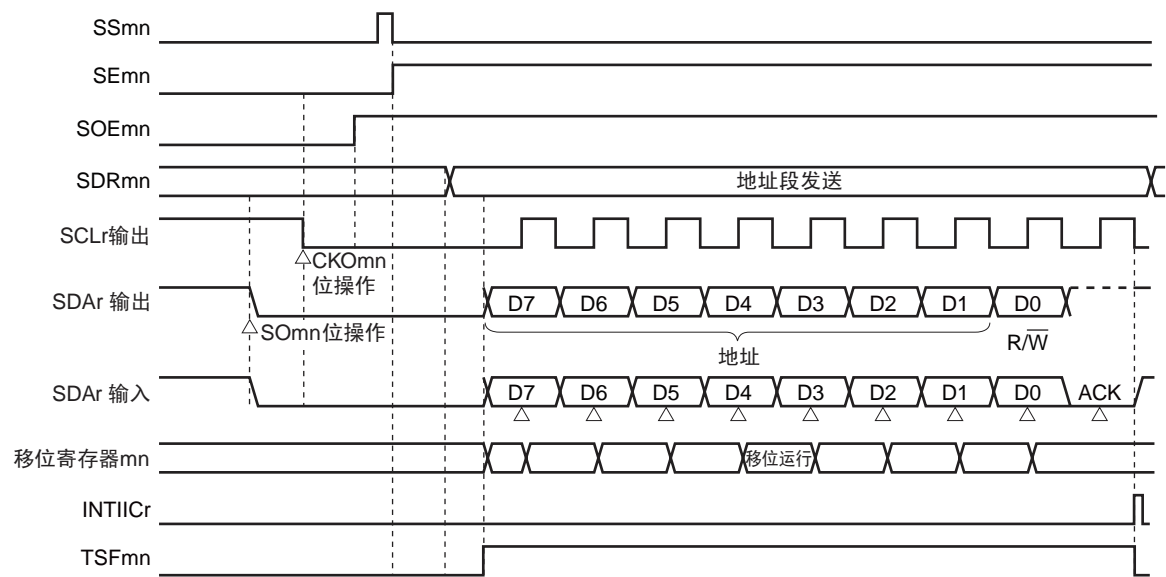 SSmn
SEmn
SOEmn
SDRmn
地址段发送
SCLr输出
CKOmn
位操作
SDAr 输出
D7 D6 D5 D4 D3 D2 D1 D0
SOmn位操作
地址
R/W
SDAr 输入
D7 D6 D5 D4 D3 D2 D1 D0 ACK
移位寄存器mn
移位运行
INTIICr
TSFmn